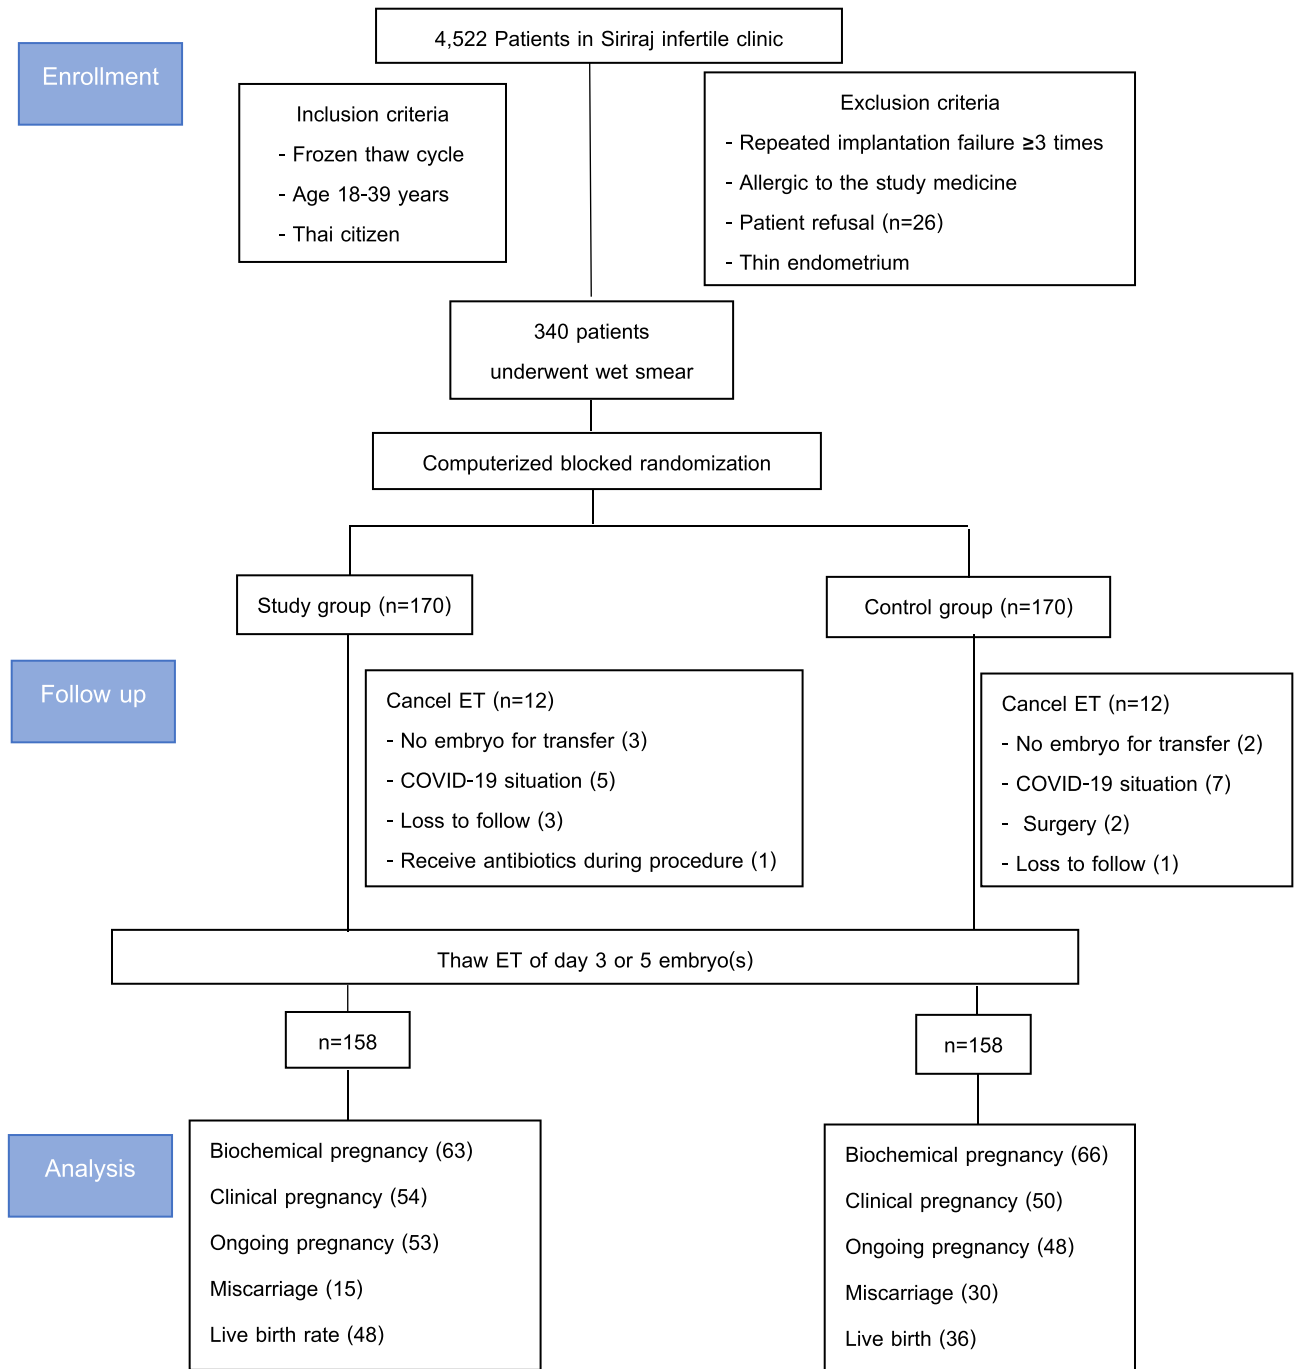 4,522 Patients in Siriraj infertile clinic
Enrollment
Inclusion criteria
- Frozen thaw cycle
- Age 18-39 years
- Thai citizen
Exclusion criteria
- Repeated implantation failure ≥3 times
- Allergic to the study medicine
- Patient refusal (n=26)
- Thin endometrium
340 patients
underwent wet smear
Computerized blocked randomization
Study group (n=170)
Control group (n=170)
Follow up
Cancel ET (n=12)
- No embryo for transfer (3)
- COVID-19 situation (5)
- Loss to follow (3)
- Receive antibiotics during procedure (1)
Cancel ET (n=12)
- No embryo for transfer (2)
- COVID-19 situation (7)
- Surgery (2)
- Loss to follow (1)
Thaw ET of day 3 or 5 embryo(s)
n=158
n=158
Analysis
Biochemical pregnancy (63)
Clinical pregnancy (54)
Ongoing pregnancy (53)
Miscarriage (15)
Live birth rate (48)
Biochemical pregnancy (66)
Clinical pregnancy (50)
Ongoing pregnancy (48)
Miscarriage (30)
Live birth (36)